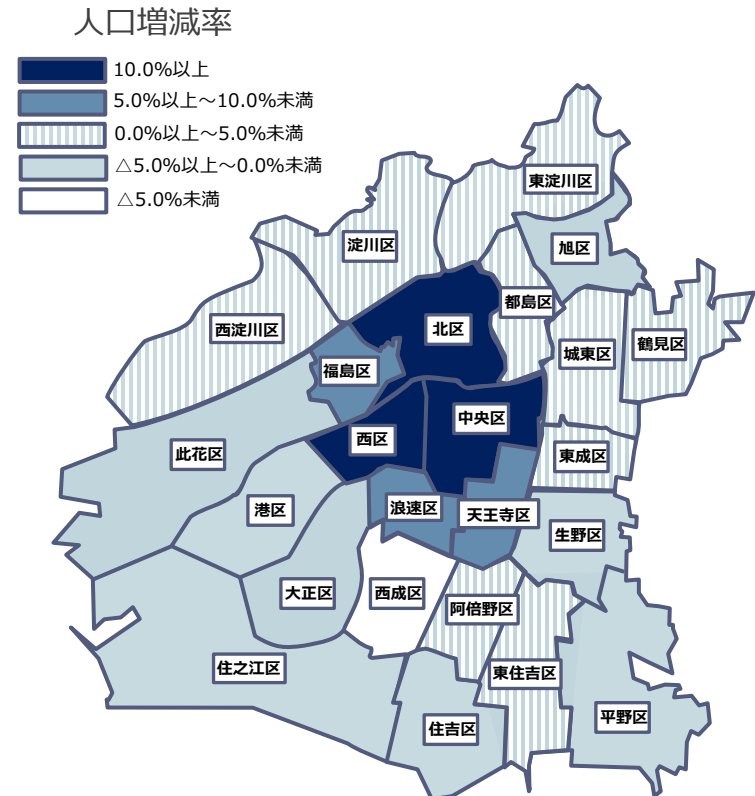 人口増減率
10.0%以上
5.0%以上～10.0%未満
0.0%以上～5.0%未満
△5.0%以上～0.0%未満
△5.0%未満
東淀川区
淀川区
旭区
都島区
西淀川区
北区
鶴見区
城東区
福島区
中央区
西区
此花区
東成区
港区
浪速区
天王寺区
生野区
大正区
西成区
阿倍野区
住之江区
東住吉区
平野区
住吉区